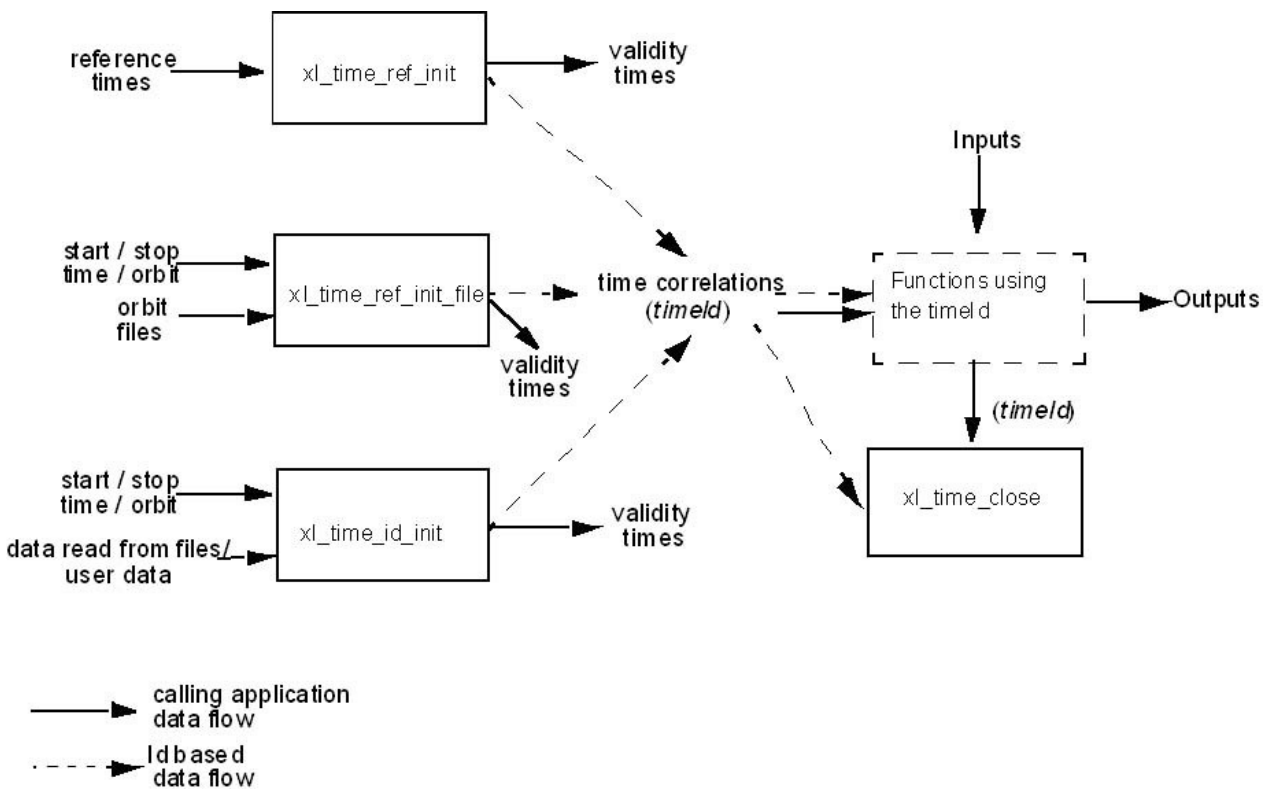 reference
times
xl_time_ref_init
validity
times
Inputs
start / stop
time / orbit
orbit
files
xl_time_ref_init_file
validity
times
time correlations
(timeId)
Functions using
the timeId
Outputs
(timeId)
xl_time_close
start / stop
time / orbit
data read from files/
user data
xl_time_id_init
validity
times
calling application
data flow
Id based
data flow